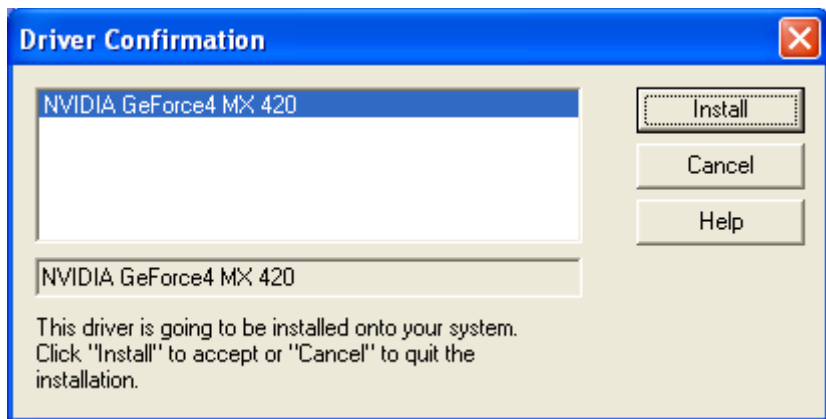 Driver Confirmation
NVIDIA GeForce4 MX 420
Install
Cancel
Help
NVIDIA GeForce4 MX 420
This driver is going to be installed onto your system.
Click "Install" to accept or "Cancel" to quit the
installation.